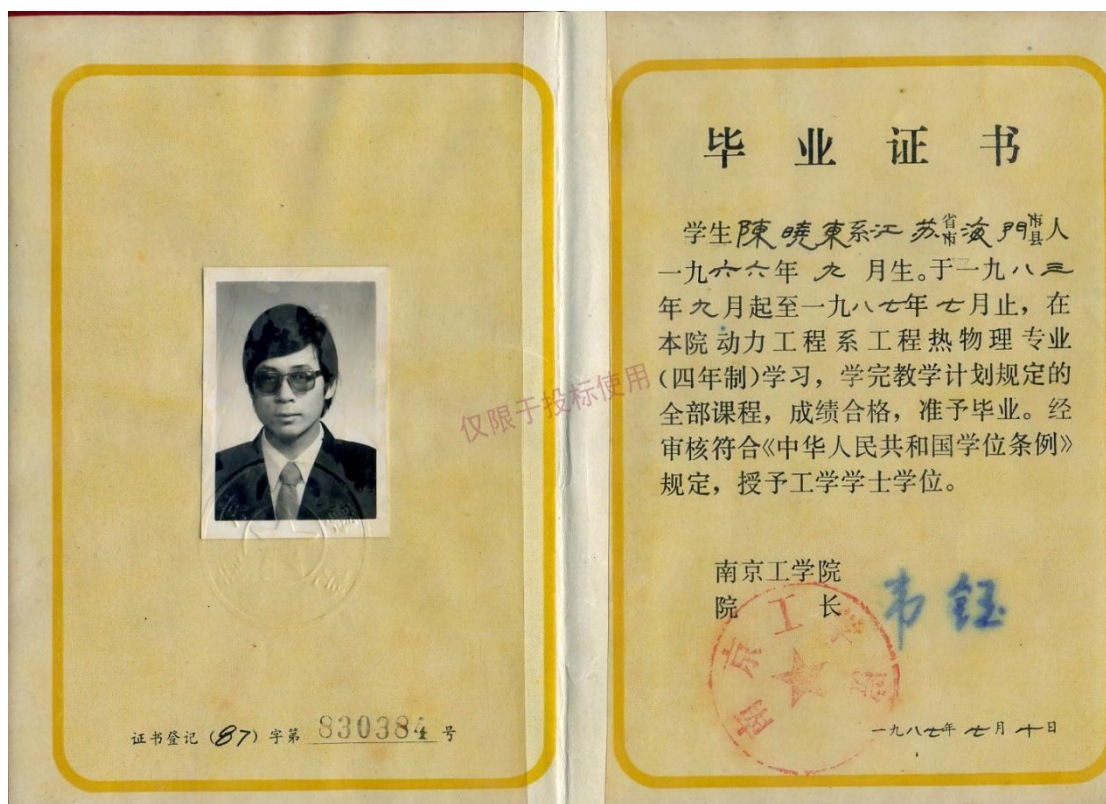 证书登记（87）字第 830384 号
仅限于投标使用
毕业证书
学生陳曉東系江苏省市海門市县人
一九六六年九月生。于一九八三
年九月起至一九八七年七月止，在
本院动力工程系工程热物理专业
（四年制）学习，学完教学计划规定的
全部课程，成绩合格，准予毕业。经
审核符合《中华人民共和国学位条例》
规定，授予工学学士学位。
南京工学院
院长 韦钰
南京工学院
一九八七年七月十日